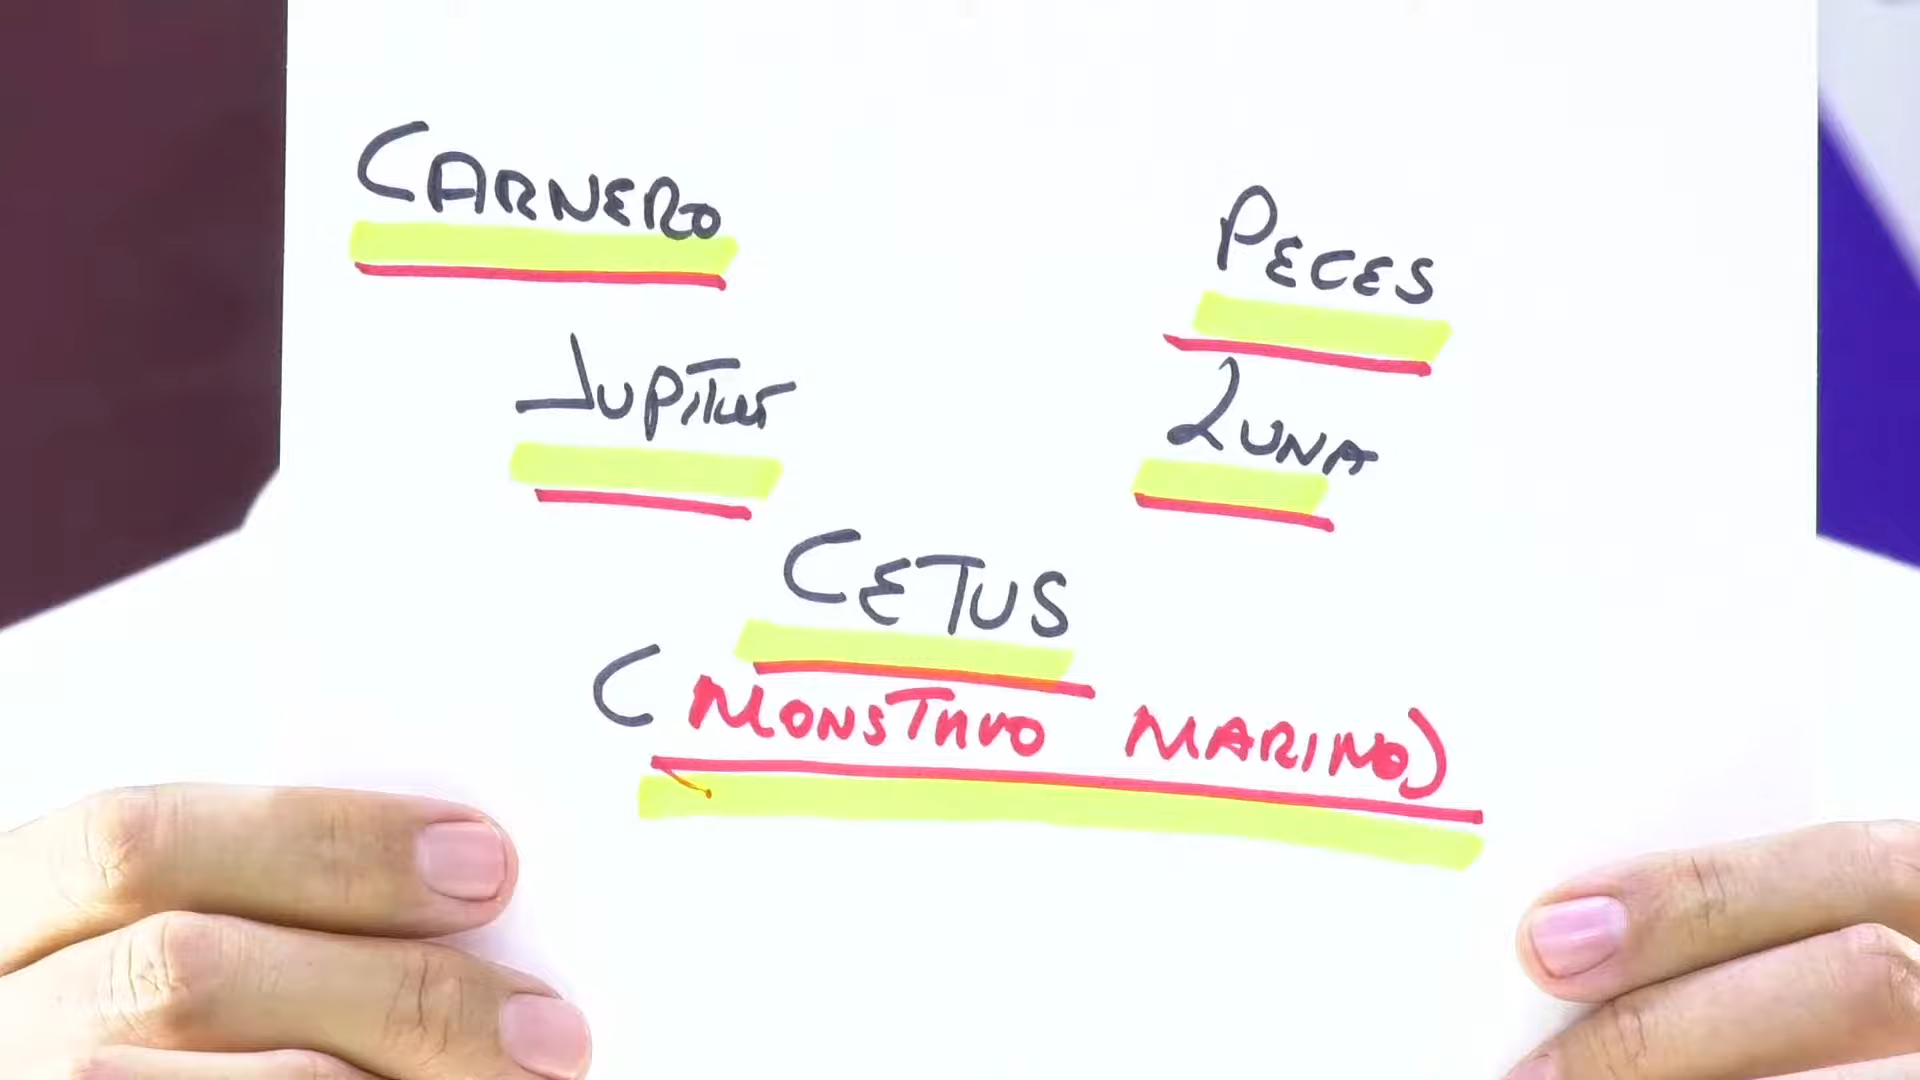 CARNERO
PECES
JUPITER
LUNA
CETUS
(MONSTRUO MARINO)